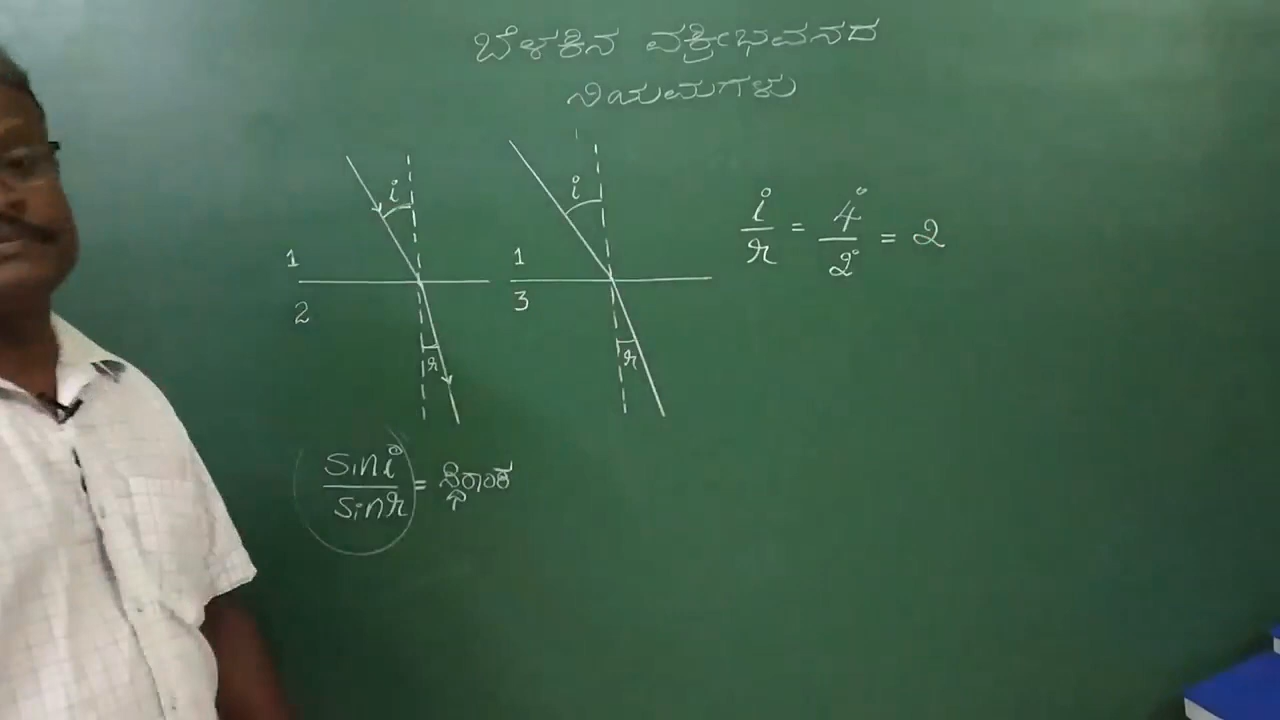 ಬೆಳಕಿನ ವಕ್ರೀಭವನದ
ನಿಯಮಗಳು
i
1
2
r
i
1
3
r
i/r = 4°/2° = 2
sin i/sin r = ಸ್ಥಿರಾಂಕ